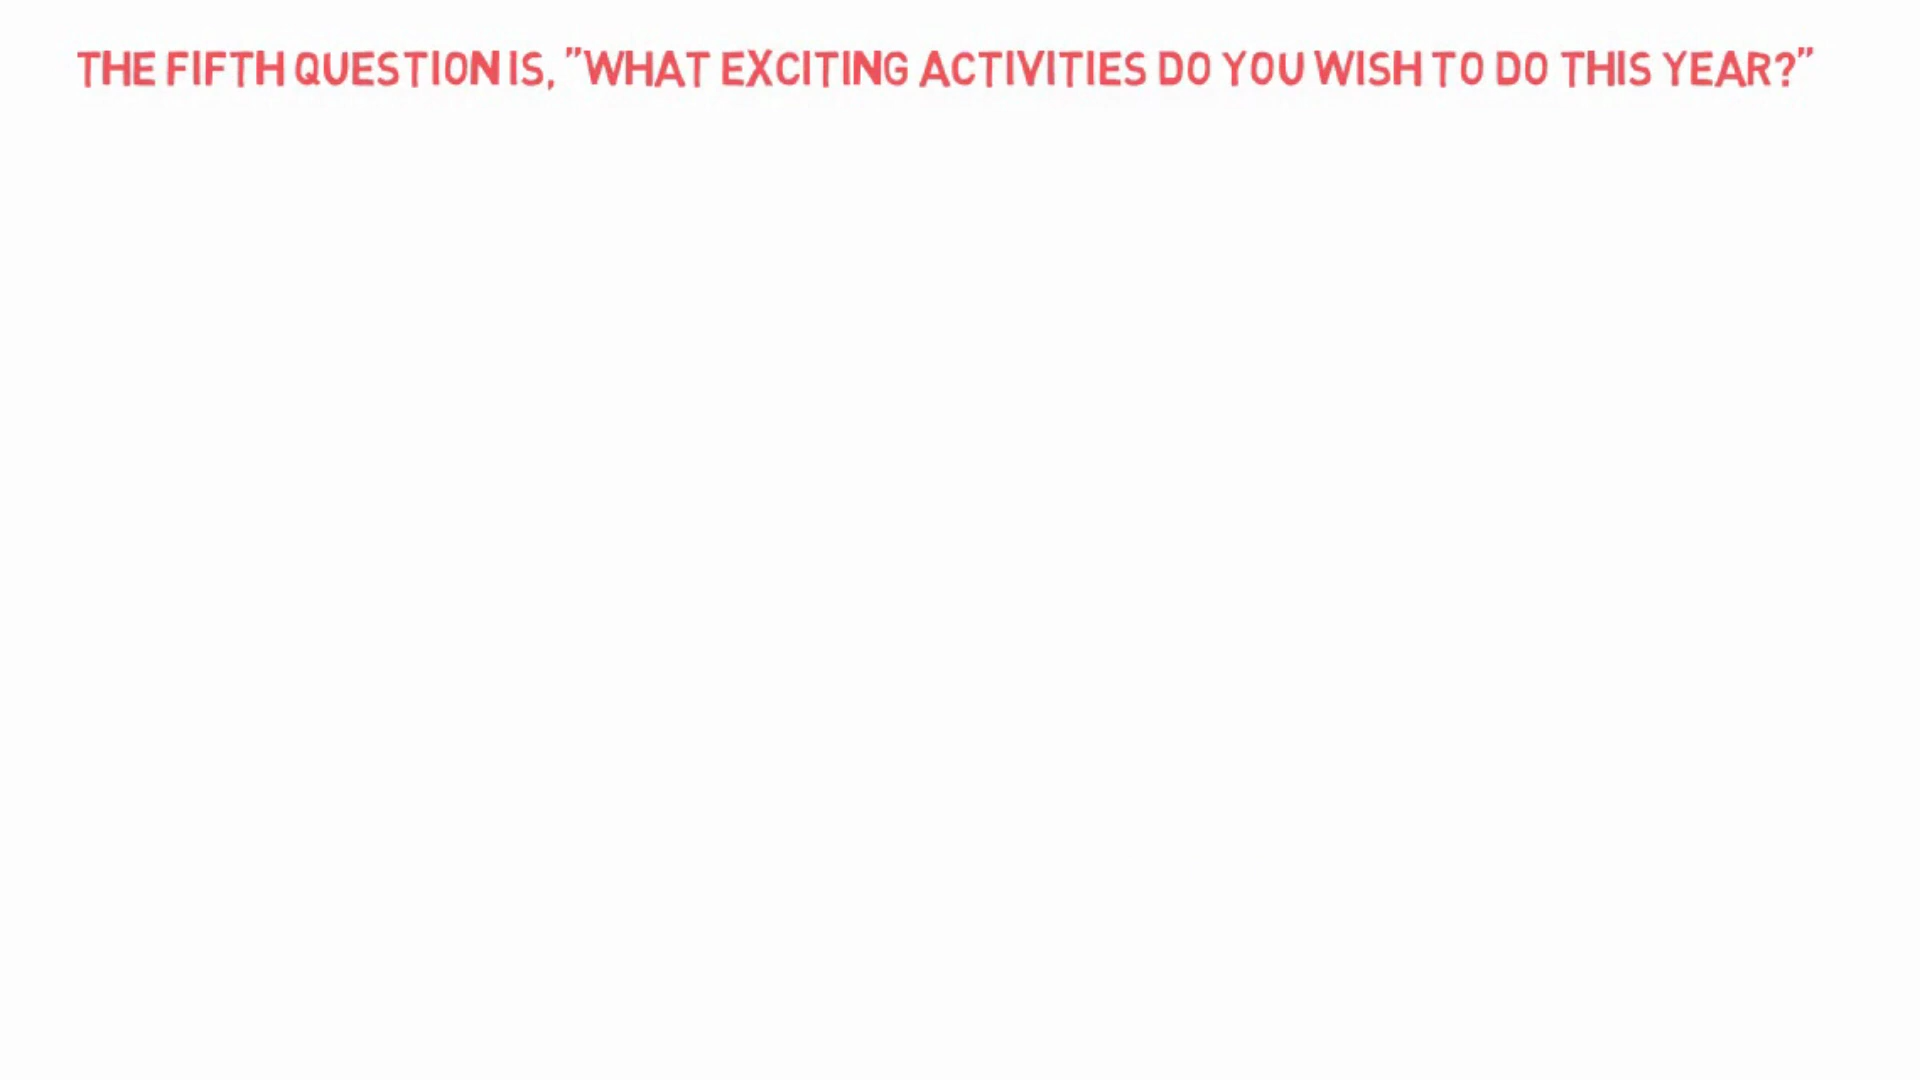 THE FIFTH QUESTION IS, "WHAT EXCITING ACTIVITIES DO YOU WISH TO DO THIS YEAR?"